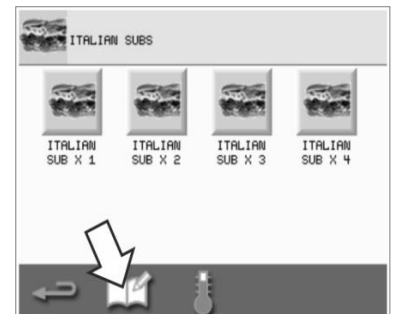 ITALIAN SUBS
ITALIAN
SUB X 1
ITALIAN
SUB X 2
ITALIAN
SUB X 3
ITALIAN
SUB X 4